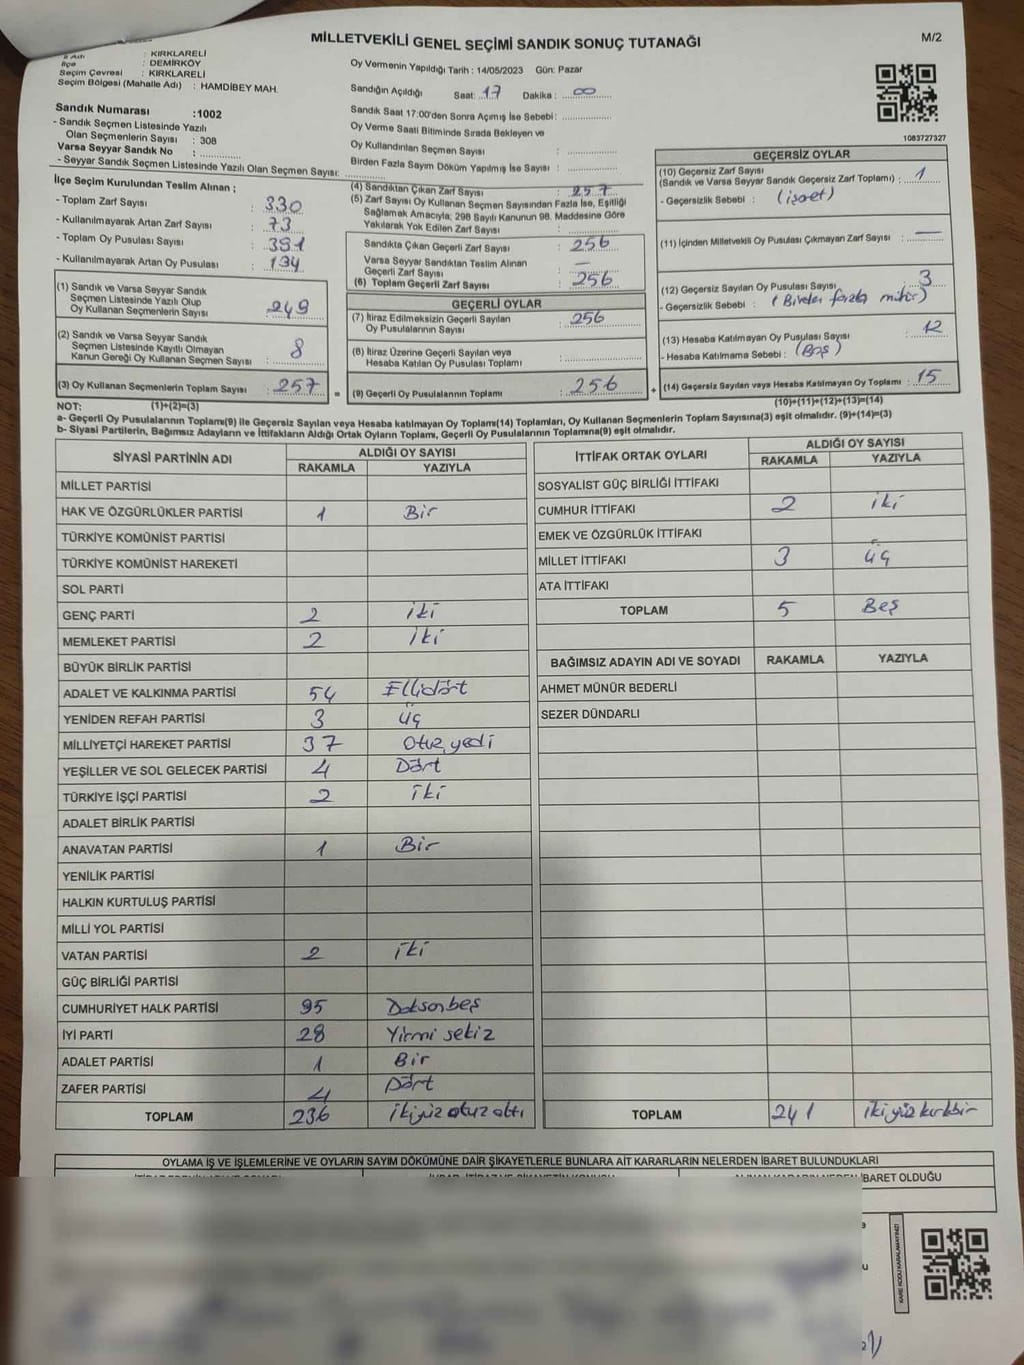 MİLLETVEKİLİ GENEL SEÇİMİ SANDIK SONUÇ TUTANAĞI
M/2
: KIRKLARELİ
İlçe : DEMİRKÖY
Seçim Çevresi : KIRKLARELİ
Seçim Bölgesi (Mahalle Adı) : HAMDİBEY MAH.
Oy Vermenin Yapıldığı Tarih : 14/05/2023 Gün: Pazar
Sandığın Açıldığı Saat: 17 Dakika : 00
Sandık Saat 17:00'den Sonra Açımış İse Sebebi:
Oy Verme Saati Bitiminde Sırada Bekleyen ve
Oy Kullandırılan Seçmen Sayısı :
Birden Fazla Sayım Döküm Yapılmış İse Sayısı :
1083727327
Sandık Numarası :1002
- Sandık Seçmen Listesinde Yazılı
Olan Seçmenlerin Sayısı : 308
Varsa Seyyar Sandık No :
- Seyyar Sandık Seçmen Listesinde Yazılı Olan Seçmen Sayısı:
İlçe Seçim Kurulundan Teslim Alınan ;
- Toplam Zarf Sayısı : 330
- Kullanılmayarak Artan Zarf Sayısı : 73
- Toplam Oy Pusulası Sayısı : 391
- Kullanılmayarak Artan Oy Pusulası : 134
(1) Sandık ve Varsa Seyyar Sandık
Seçmen Listesinde Yazılı Olup
Oy Kullanan Seçmenlerin Sayısı : 249
(2) Sandık ve Varsa Seyyar Sandık
Seçmen Listesinde Kayıtlı Olmayan
Kanun Gereği Oy Kullanan Seçmen Sayısı : 8
(3) Oy Kullanan Seçmenlerin Toplam Sayısı : 257 =
(4) Sandıktan Çıkan Zarf Sayısı : 257
(5) Zarf Sayısı Oy Kullanan Seçmen Sayısından Fazla İse, Eşitliği
Sağlamak Amacıyla; 298 Sayılı Kanunun 98. Maddesine Göre
Yakılarak Yok Edilen Zarf Sayısı :
Sandıkta Çıkan Geçerli Zarf Sayısı : 256
Varsa Seyyar Sandıktan Teslim Alınan
Geçerli Zarf Sayısı : —
(6) Toplam Geçerli Zarf Sayısı : 256
GEÇERLİ OYLAR
(7) İtiraz Edilmeksizin Geçerli Sayılan
Oy Pusulalarının Sayısı : 256
(8) İtiraz Üzerine Geçerli Sayılan veya
Hesaba Katılan Oy Pusulası Toplamı :
(9) Geçerli Oy Pusulalarının Toplamı : 256 +
GEÇERSİZ OYLAR
(10) Geçersiz Zarf Sayısı
(Sandık ve Varsa Seyyar Sandık Geçersiz Zarf Toplamı) : 1
- Geçersizlik Sebebi : (işaret)
(11) İçinden Milletvekili Oy Pusulası Çıkmayan Zarf Sayısı : —
(12) Geçersiz Sayılan Oy Pusulası Sayısı : 3
- Geçersizlik Sebebi : (Birden fazla mühür)
(13) Hesaba Katılmayan Oy Pusulası Sayısı : 12
- Hesaba Katılmama Sebebi : (Boş)
(14) Geçersiz Sayılan veya Hesaba Katılmayan Oy Toplamı : 15
NOT: (1)+(2)=(3)
(10)+(11)+(12)+(13)=(14)
a- Geçerli Oy Pusulalarının Toplamı(9) ile Geçersiz Sayılan veya Hesaba katılmayan Oy Toplamı(14) Toplamları, Oy Kullanan Seçmenlerin Toplam Sayısına(3) eşit olmalıdır. (9)+(14)=(3)
b- Siyasi Partilerin, Bağımsız Adayların ve İttifakların Aldığı Ortak Oyların Toplamı, Geçerli Oy Pusulalarının Toplamına(9) eşit olmalıdır.
SİYASİ PARTİNİN ADI
ALDIĞI OY SAYISI
RAKAMLA YAZIYLA
MİLLET PARTİSİ
HAK VE ÖZGÜRLÜKLER PARTİSİ 1 Bir
TÜRKİYE KOMÜNİST PARTİSİ
TÜRKİYE KOMÜNİST HAREKETİ
SOL PARTİ
GENÇ PARTİ 2 iki
MEMLEKET PARTİSİ 2 iki
BÜYÜK BİRLİK PARTİSİ
ADALET VE KALKINMA PARTİSİ 54 Ellidört
YENİDEN REFAH PARTİSİ 3 üç
MİLLİYETÇİ HAREKET PARTİSİ 37 otuz yedi
YEŞİLLER VE SOL GELECEK PARTİSİ 4 Dört
TÜRKİYE İŞÇİ PARTİSİ 2 iki
ADALET BİRLİK PARTİSİ
ANAVATAN PARTİSİ 1 Bir
YENİLİK PARTİSİ
HALKIN KURTULUŞ PARTİSİ
MİLLİ YOL PARTİSİ
VATAN PARTİSİ 2 iki
GÜÇ BİRLİĞİ PARTİSİ
CUMHURİYET HALK PARTİSİ 95 Doksanbeş
İYİ PARTİ 28 Yirmi sekiz
ADALET PARTİSİ 1 Bir
ZAFER PARTİSİ 4 Dört
TOPLAM 236 ikiyüz otuz altı
İTTİFAK ORTAK OYLARI
ALDIĞI OY SAYISI
RAKAMLA YAZIYLA
SOSYALİST GÜÇ BİRLİĞİ İTTİFAKI
CUMHUR İTTİFAKI 2 iki
EMEK VE ÖZGÜRLÜK İTTİFAKI
MİLLET İTTİFAKI 3 üç
ATA İTTİFAKI
TOPLAM 5 Beş
BAĞIMSIZ ADAYIN ADI VE SOYADI RAKAMLA YAZIYLA
AHMET MÜNÜR BEDERLİ
SEZER DÜNDARLI
TOPLAM 241 ikiyüz kırkbir
OYLAMA İŞ VE İŞLEMLERİNE VE OYLARIN SAYIM DÖKÜMÜNE DAİR ŞİKAYETLERLE BUNLARA AİT KARARLARIN NELERDEN İBARET BULUNDUKLARI
İBARET OLDUĞU
KARE KODU KARALAMAYINIZ!